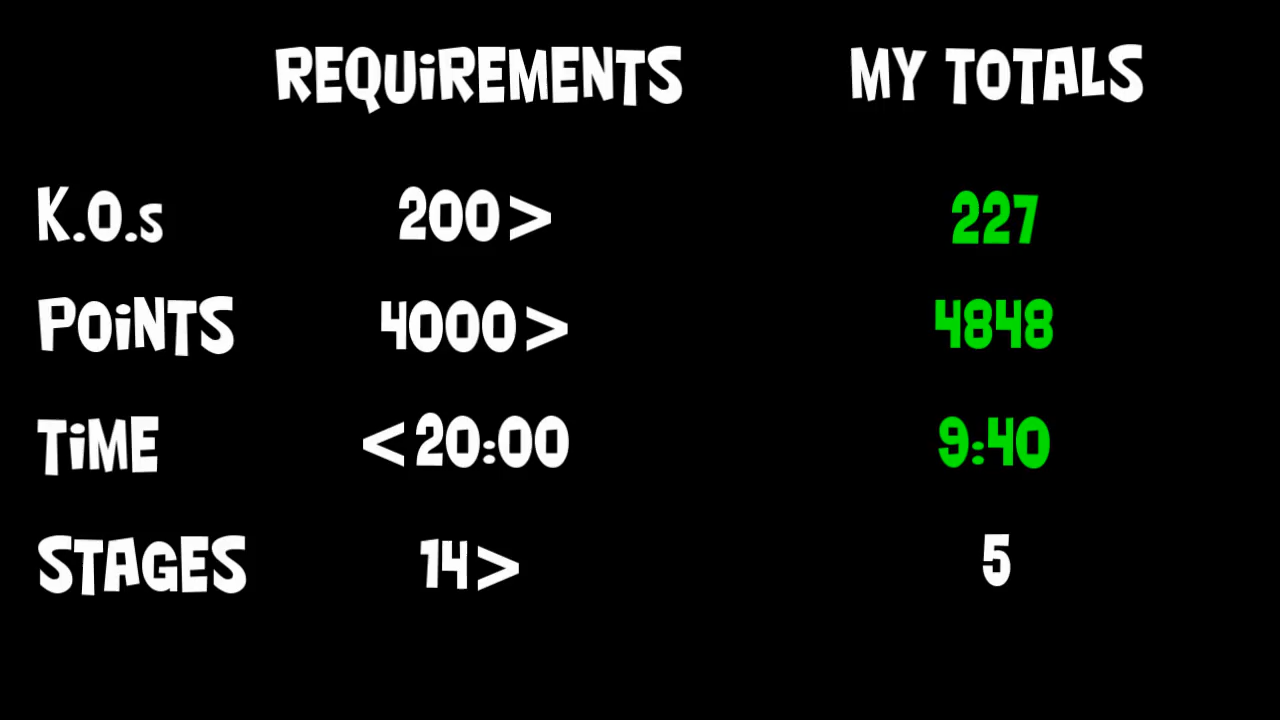 REQUiREMENTS MY TOTALS
K.O.s 200> 227
POiNTS 4000> 4848
TiME <20:00 9:40
STAGES 14> 5